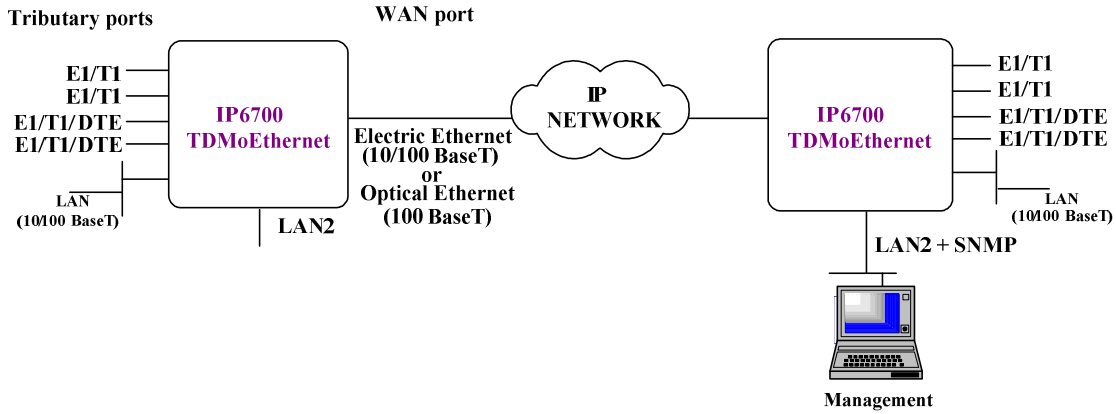 Tributary ports
WAN port
E1/T1
E1/T1
E1/T1/DTE
E1/T1/DTE
LAN
(10/100 BaseT)
IP6700
TDMoEthernet
LAN2
Electric Ethernet
(10/100 BaseT)
or
Optical Ethernet
(100 BaseT)
IP
NETWORK
IP6700
TDMoEthernet
E1/T1
E1/T1
E1/T1/DTE
E1/T1/DTE
LAN
(10/100 BaseT)
LAN2 + SNMP
Management